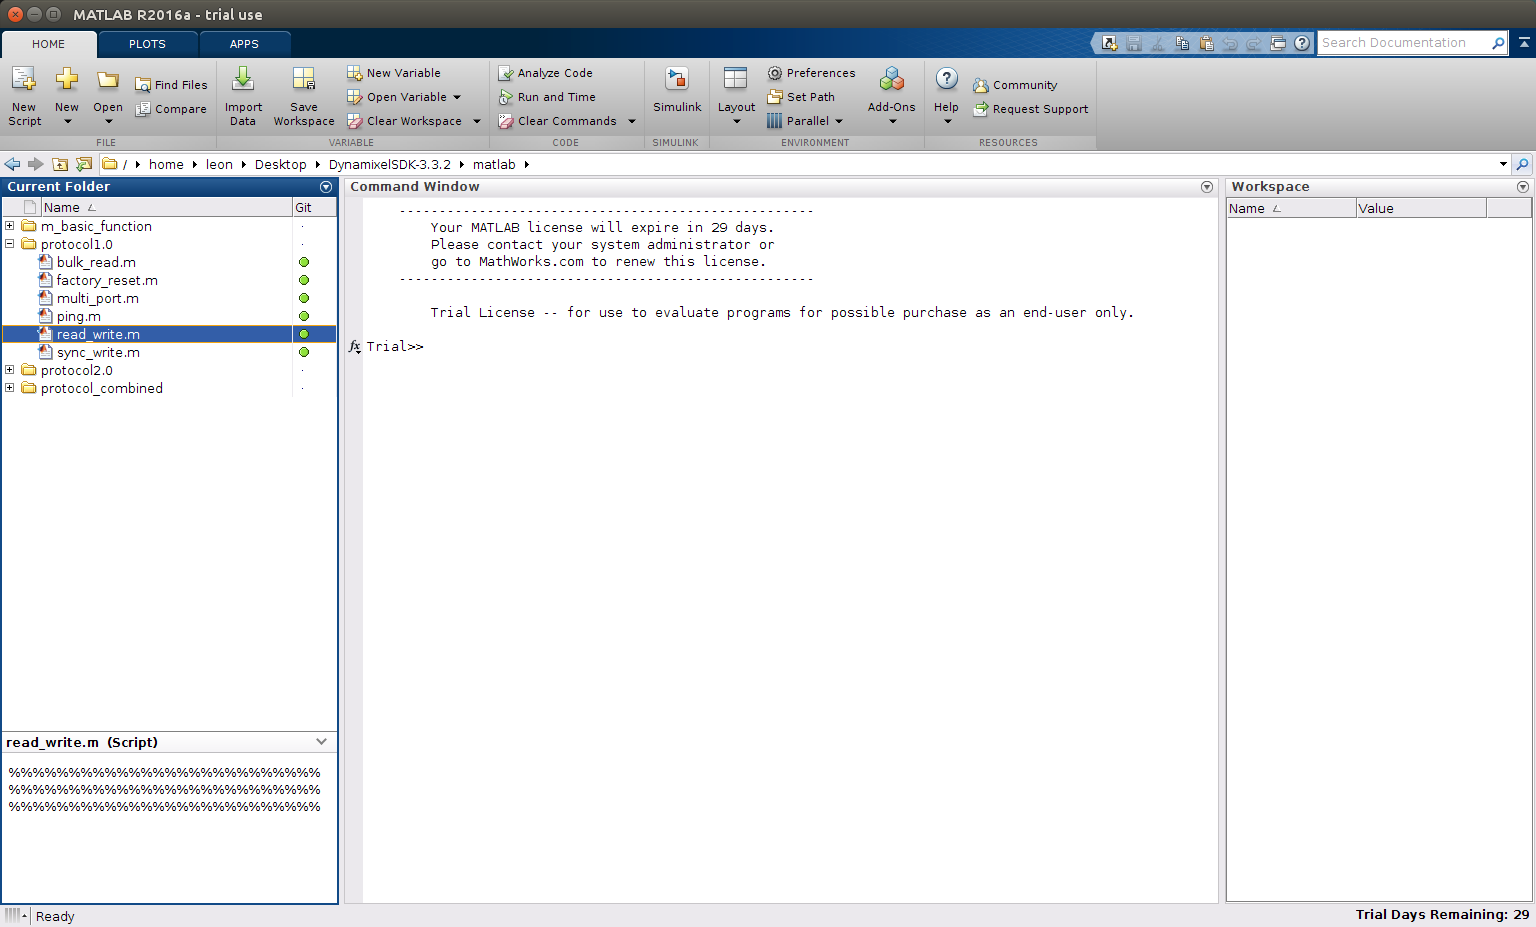 MATLAB R2016a - trial use
HOME PLOTS APPS
Search Documentation
New Script
New
Open
Find Files
Compare
FILE
Import Data
Save Workspace
New Variable
Open Variable
Clear Workspace
VARIABLE
Analyze Code
Run and Time
Clear Commands
CODE
Simulink
SIMULINK
Layout
Preferences
Set Path
Parallel
Add-Ons
ENVIRONMENT
Help
Community
Request Support
RESOURCES
/ home leon Desktop DynamixelSDK-3.3.2 matlab
Current Folder
Name Git
m_basic_function
protocol1.0
bulk_read.m
factory_reset.m
multi_port.m
ping.m
read_write.m
sync_write.m
protocol2.0
protocol_combined
read_write.m (Script)
%%%%%%%%%%%%%%%%%%%%%%%%%%
%%%%%%%%%%%%%%%%%%%%%%%%%%
%%%%%%%%%%%%%%%%%%%%%%%%%%
Command Window
-----------------------------------------------------
Your MATLAB license will expire in 29 days.
Please contact your system administrator or
go to MathWorks.com to renew this license.
-----------------------------------------------------
Trial License -- for use to evaluate programs for possible purchase as an end-user only.
fx Trial>>
Workspace
Name Value
Ready
Trial Days Remaining: 29